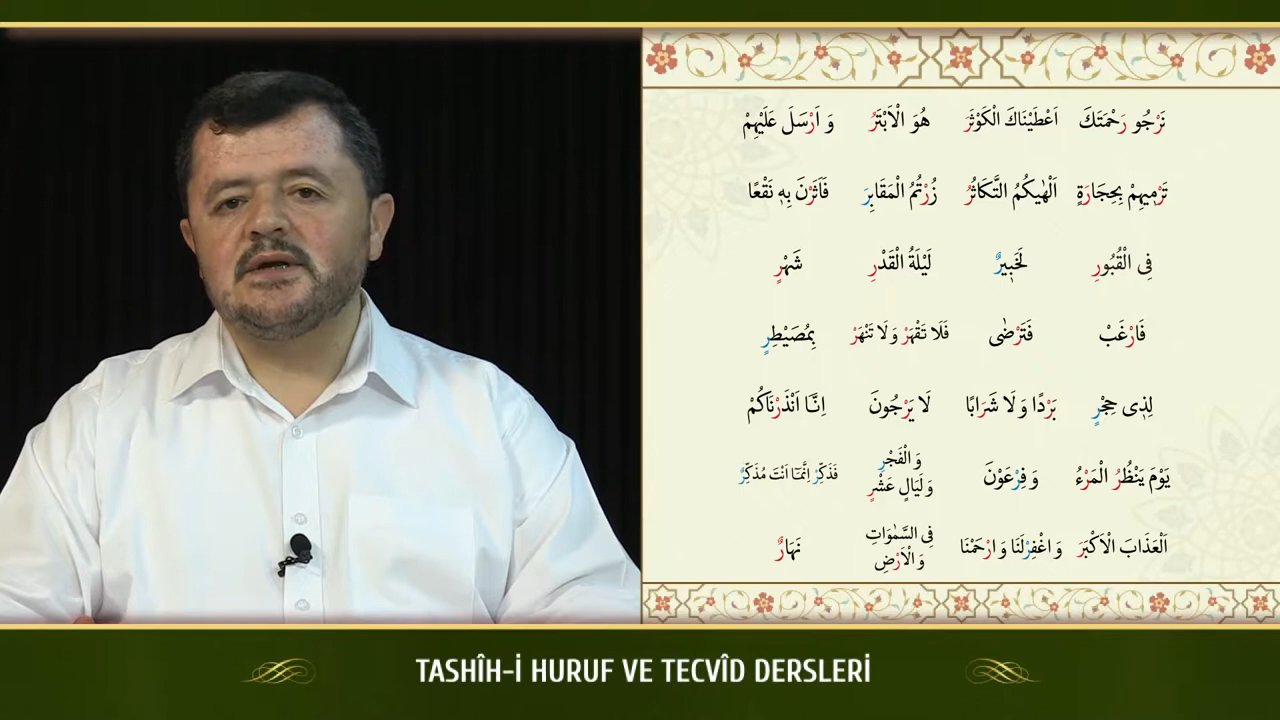 نَرْجُو رَحْمَتَكَ اَعْطَيْنَاكَ الْكَوْثَرَ هُوَ الْاَبْتَرُ وَ اَرْسَلَ عَلَيْهِمْ
تَرْمٖيهِمْ بِحِجَارَةٍ اَلْهٰيكُمُ التَّكَاثُرُ زُرْتُمُ الْمَقَابِرَ فَاَثَرْنَ بِهٖ نَقْعًا
فِى الْقُبُورِ لَخَبٖيرٌ لَيْلَةُ الْقَدْرِ شَهْرٍ
فَارْغَبْ فَتَرْضٰى فَلَا تَقْهَرْ وَلَا تَنْهَرْ بِمُصَيْطِرٍ
لِذٖى حِجْرٍ بَرْدًا وَلَا شَرَابًا لَا يَرْجُونَ اِنَّٓا اَنْذَرْنَاكُمْ
يَوْمَ يَنْظُرُ الْمَرْءُ وَفِرْعَوْنَ وَالْفَجْرِ
وَلَيَالٍ عَشْرٍ فَذَكِّرْ اِنَّمَٓا اَنْتَ مُذَكِّرٌ
اَلْعَذَابَ الْاَكْبَرَ وَاغْفِرْلَنَا وَارْحَمْنَا فِى السَّمٰوَاتِ
وَالْاَرْضِ نَهَارٌ
TASHÎH-İ HURUF VE TECVÎD DERSLERİ